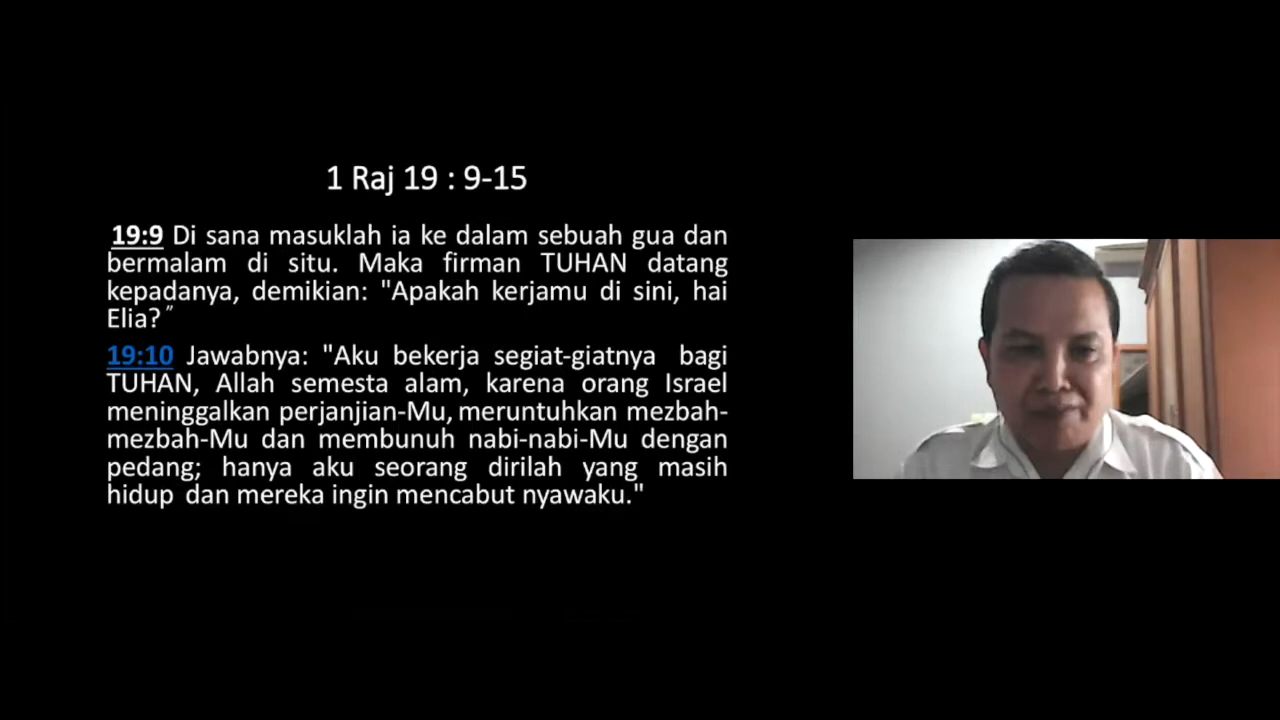 1 Raj 19 : 9-15
19:9 Di sana masuklah ia ke dalam sebuah gua dan
bermalam di situ. Maka firman TUHAN datang
kepadanya, demikian: "Apakah kerjamu di sini, hai
Elia?"
19:10 Jawabnya: "Aku bekerja segiat-giatnya bagi
TUHAN, Allah semesta alam, karena orang Israel
meninggalkan perjanjian-Mu, meruntuhkan mezbah-
mezbah-Mu dan membunuh nabi-nabi-Mu dengan
pedang; hanya aku seorang dirilah yang masih
hidup dan mereka ingin mencabut nyawaku."